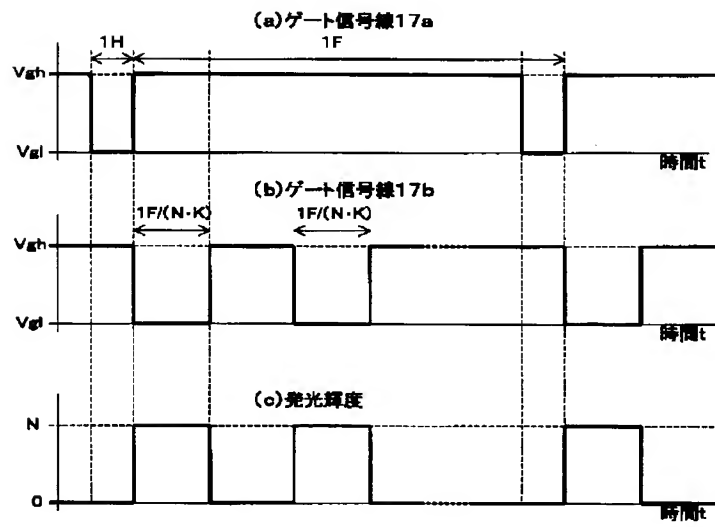 (a)ゲート信号線17a
1H
1F
Vgh
Vgl
時間t
(b)ゲート信号線17b
1F/(N・K)
1F/(N・K)
Vgh
Vgl
時間t
(c)発光輝度
N
0
時間t